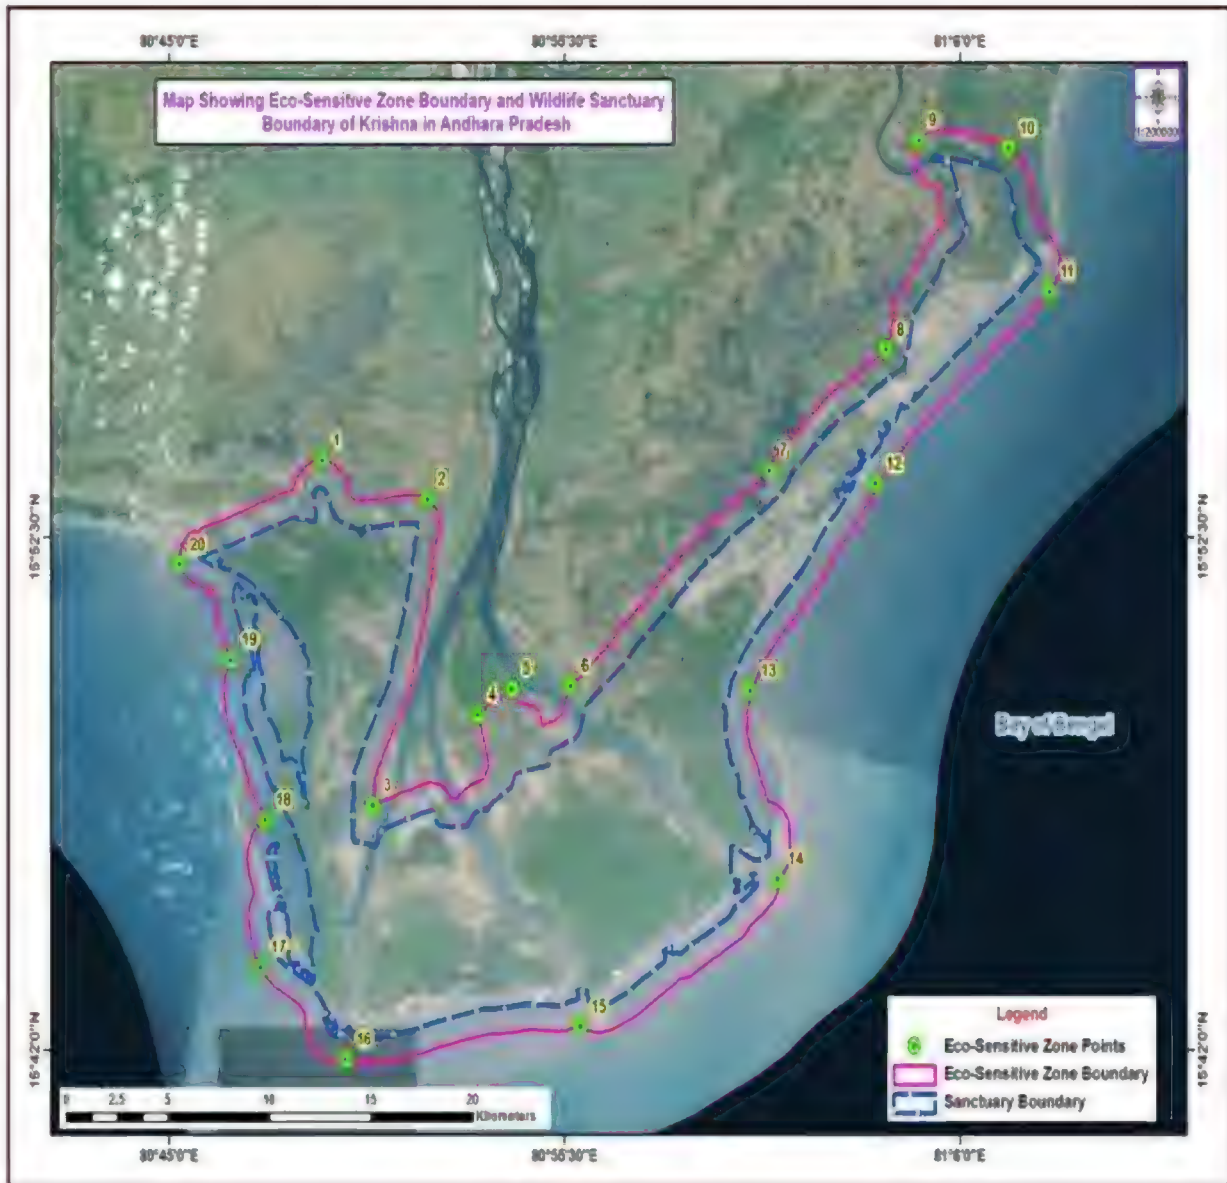 80°45'0"E
80°55'30"E
81°6'0"E
Map Showing Eco-Sensitive Zone Boundary and Wildlife Sanctuary
Boundary of Krishna in Andhara Pradesh
1:200000
9
10
11
8
1
7
2
12
15°52'30"N
15°52'30"N
20
19
5
6
4
13
Bay of Bengal
3
18
14
17
15
16
15°42'0"N
15°42'0"N
Legend
Eco-Sensitive Zone Points
Eco-Sensitive Zone Boundary
Sanctuary Boundary
0 2.5 5 10 15 20
Kilometers
80°45'0"E
80°55'30"E
81°6'0"E